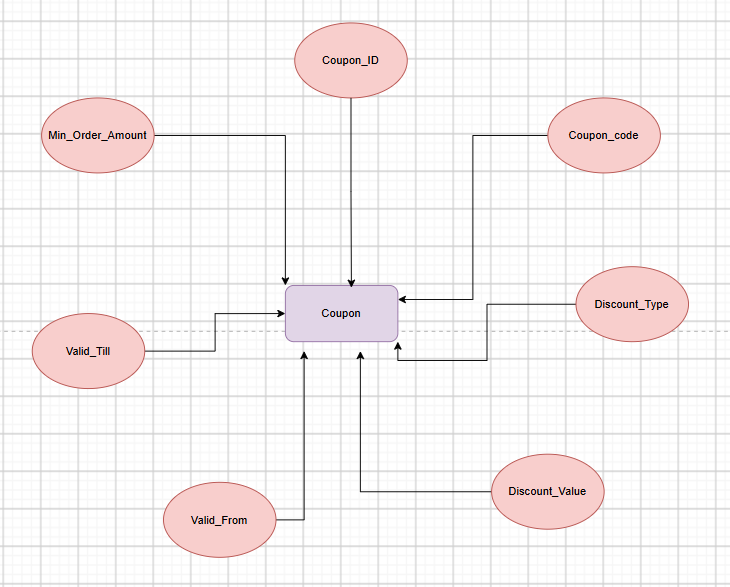 Coupon_ID
Min_Order_Amount
Coupon_code
Discount_Type
Coupon
Valid_Till
Discount_Value
Valid_From